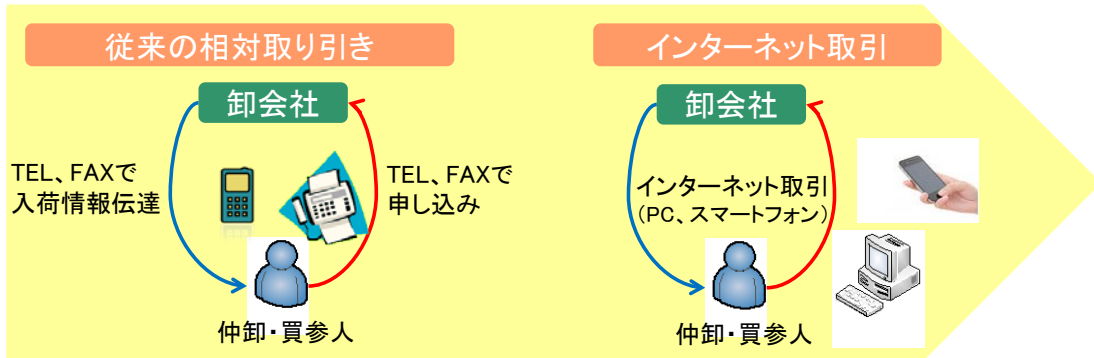 従来の相対取り引き
卸会社
TEL、FAXで
入荷情報伝達
TEL、FAXで
申し込み
仲卸・買参人
インターネット取引
卸会社
インターネット取引
(PC、スマートフォン)
仲卸・買参人